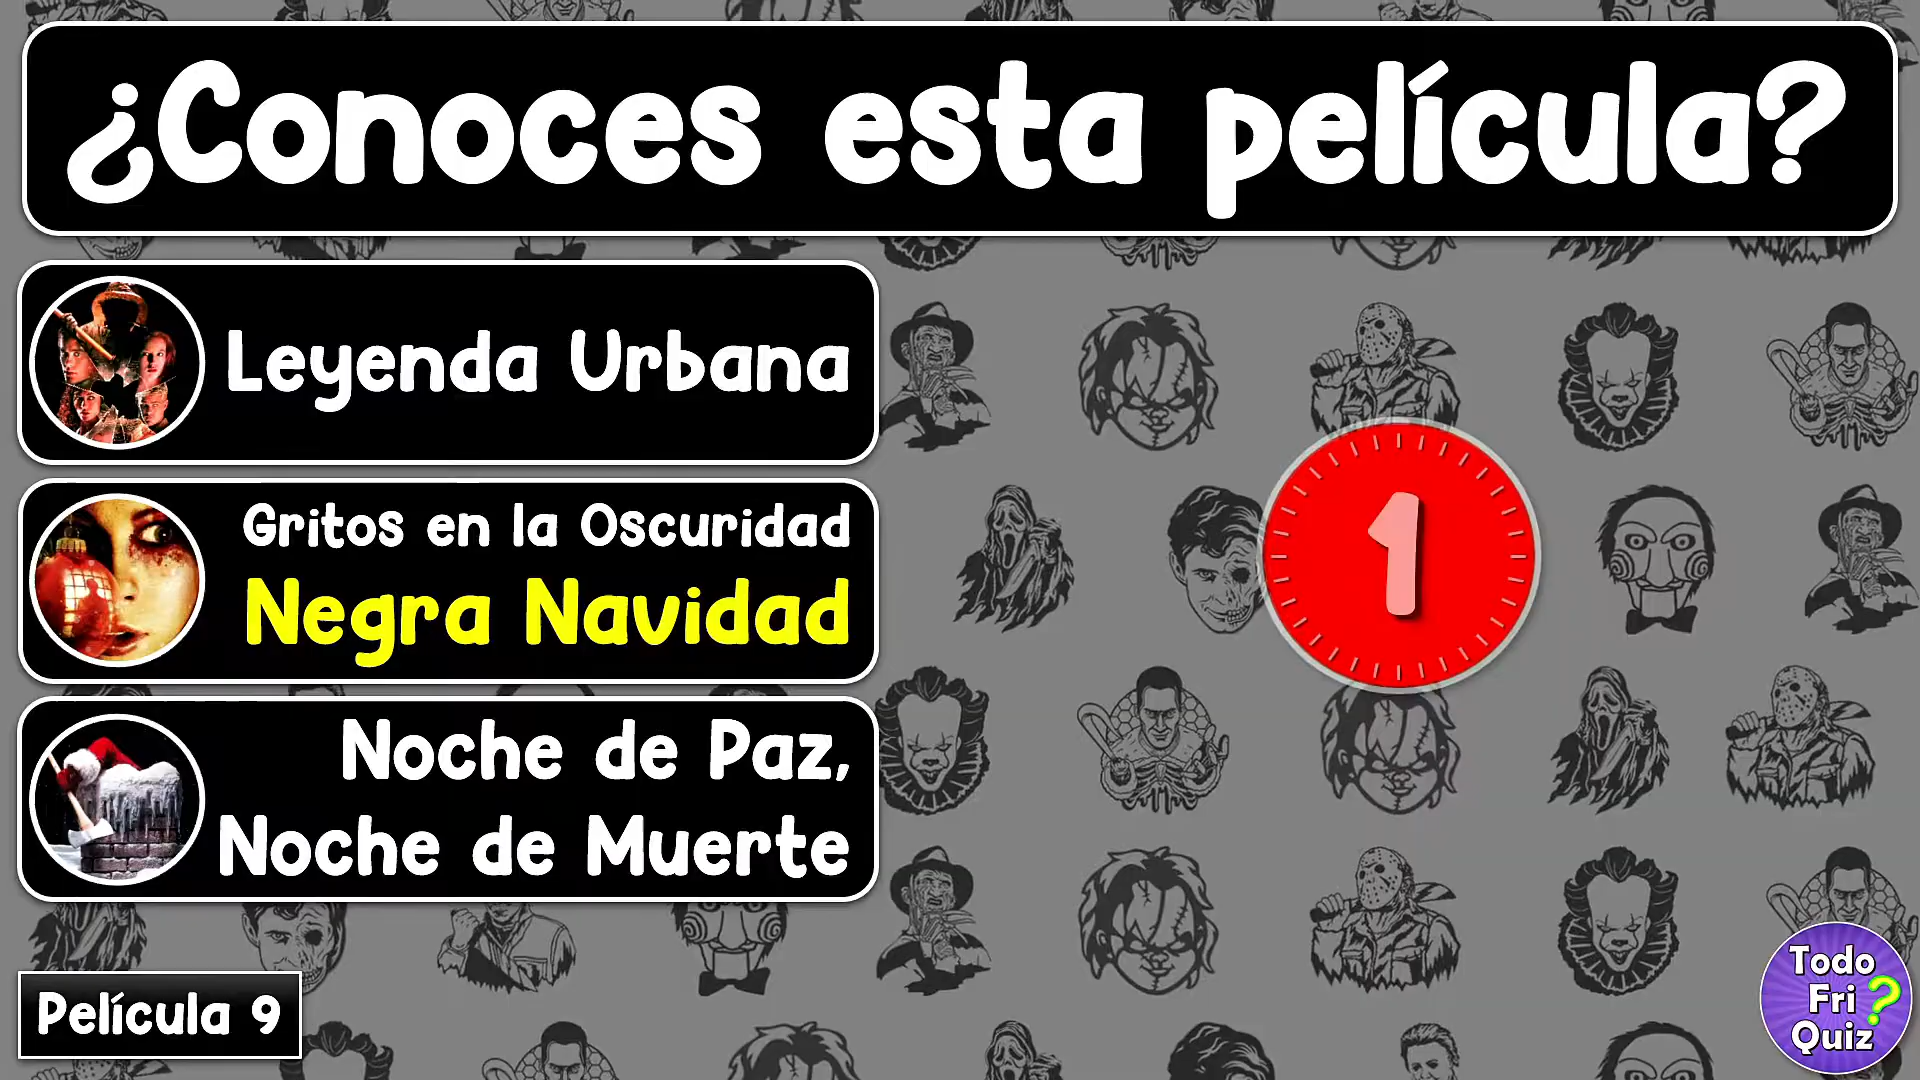 ¿Conoces esta película?
Leyenda Urbana
Gritos en la Oscuridad
Negra Navidad
Noche de Paz,
Noche de Muerte
1
Película 9
Todo
Fri
Quiz
?